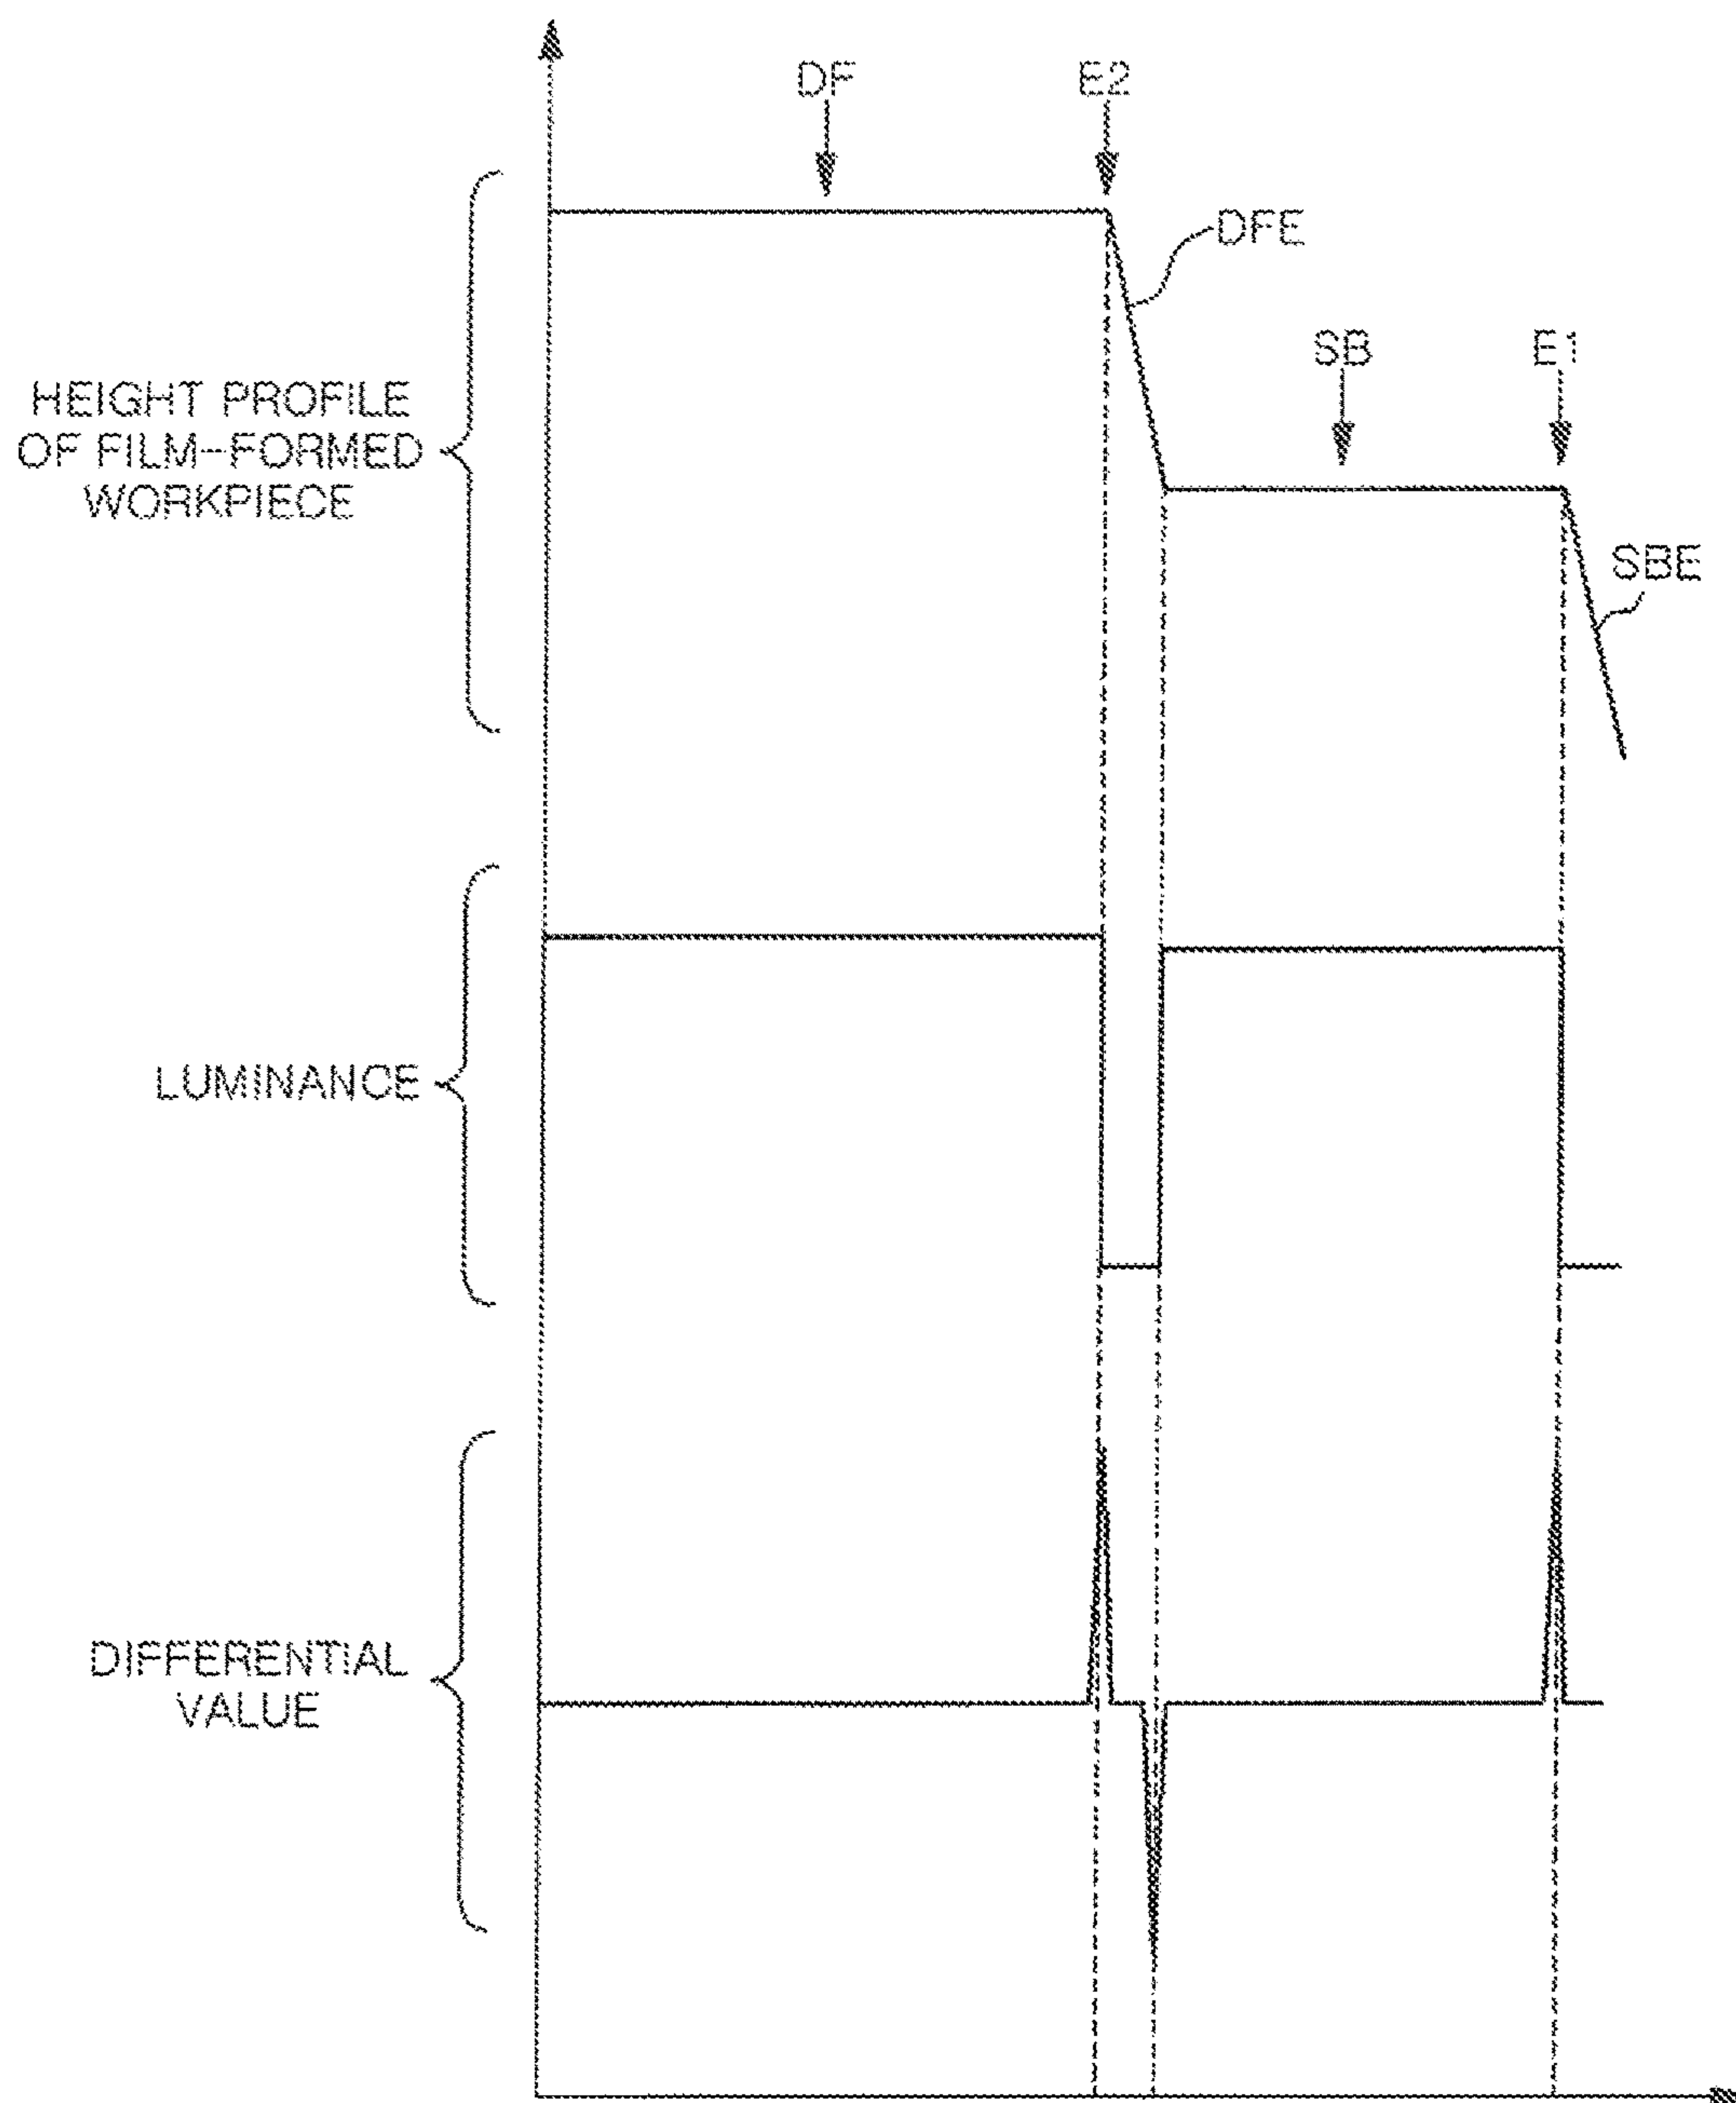 DF
E2
DFE
SB
E1
SBE
HEIGHT PROFILE
OF FILM-FORMED
WORKPIECE
LUMINANCE
DIFFERENTIAL
VALUE